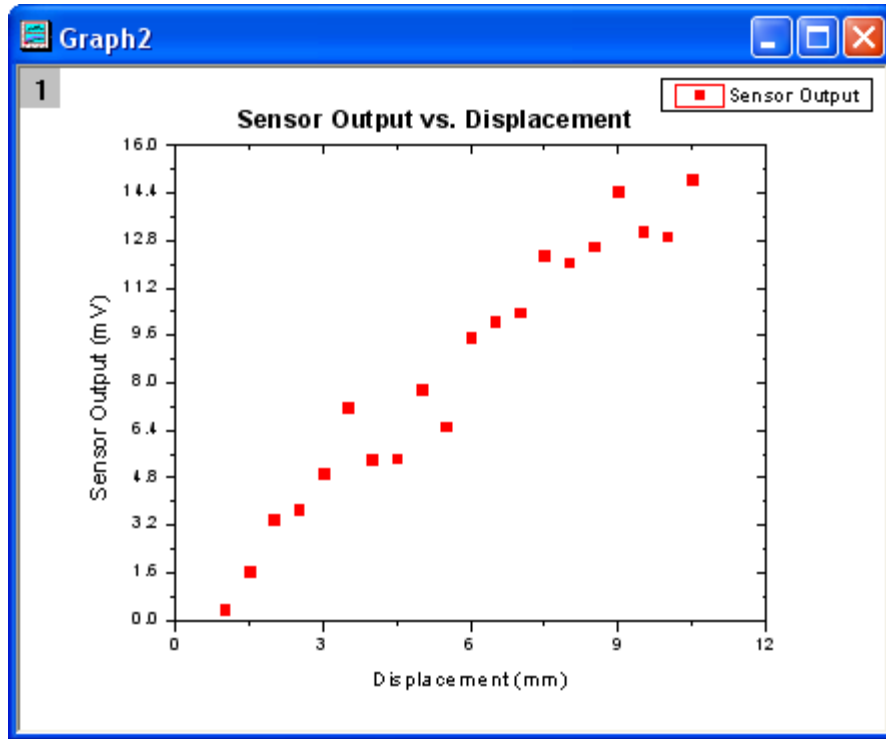 Graph2
1
Sensor Output
Sensor Output vs. Displacement
16.0
14.4
12.8
11.2
9.6
8.0
6.4
4.8
3.2
1.6
0.0
Sensor Output (mV)
0 3 6 9 12
Displacement (mm)